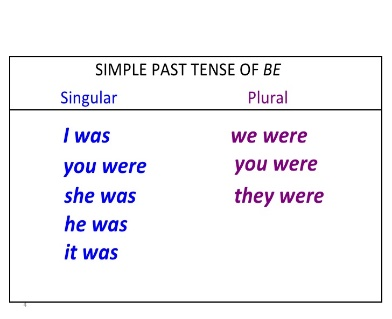 SIMPLE PAST TENSE OF BE
Singular Plural
I was we were
you were you were
she was they were
he was
it was